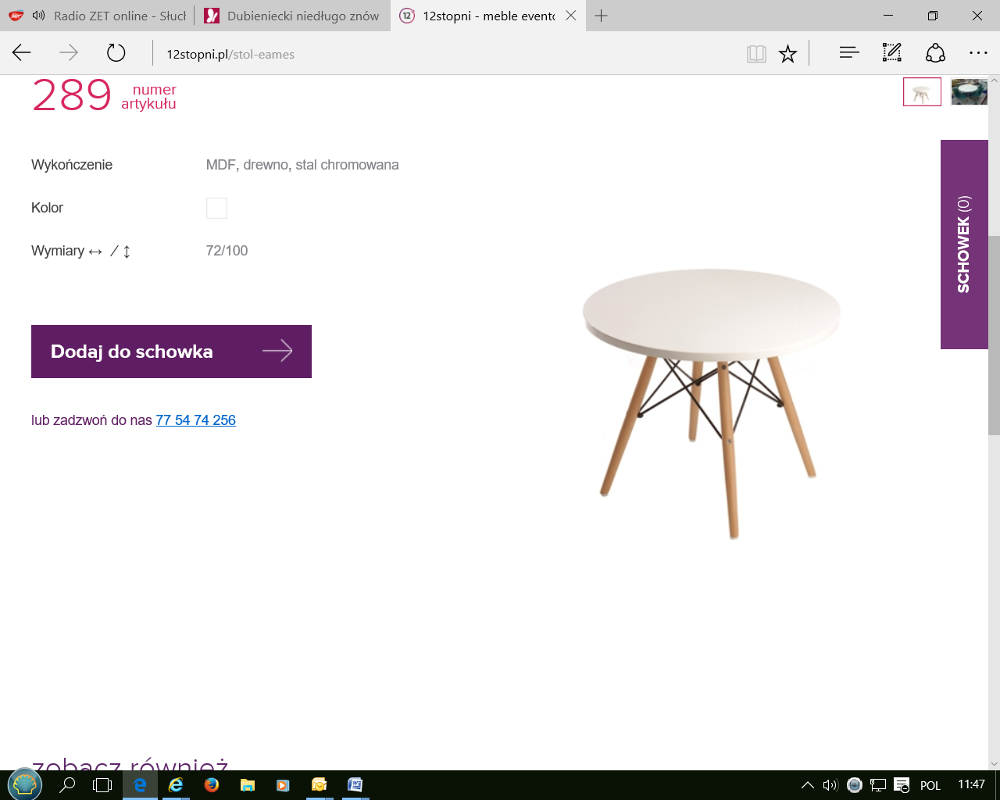 Radio ZET online - Słuch
Dubieniecki niedługo znów
12stopni - meble evento
12stopni.pl/stol-eames
289 numer
artykułu
Wykończenie MDF, drewno, stal chromowana
Kolor
Wymiary ↔ / ↕ 72/100
SCHOWEK (0)
Dodaj do schowka
lub zadzwoń do nas 77 54 74 256
zobacz również
POL 11:47